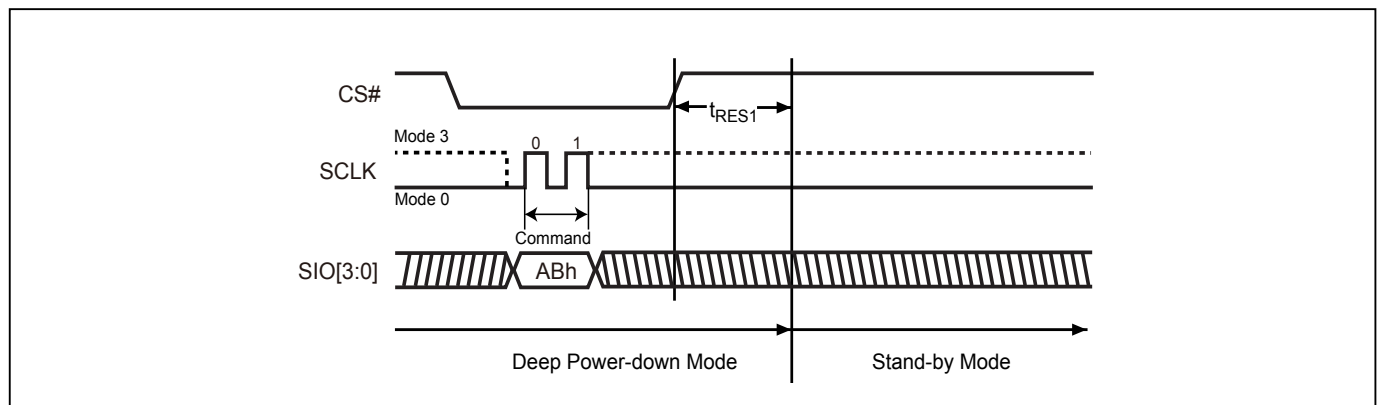 CS#
tRES1
Mode 3
0 1
SCLK
Mode 0
Command
SIO[3:0]
ABh
Deep Power-down Mode
Stand-by Mode